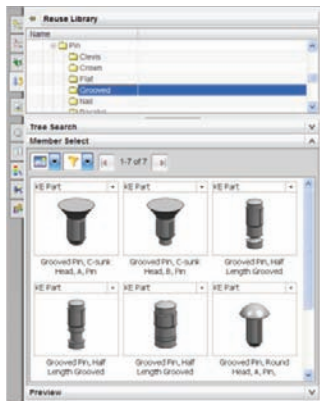 Reuse Library
Name
Pin
Clevis
Crown
Flat
Grooved
Nail
Tree Search
Member Select
1-7 of 7
KE Part
KE Part
KE Part
Grooved Pin, C-sunk
Head, A, Pin
Grooved Pin, C-sunk
Head, B, Pin
Grooved Pin, Half
Length Grooved
KE Part
KE Part
KE Part
Grooved Pin, Half
Length Grooved
Grooved Pin, Half
Length Grooved
Grooved Pin, Round
Head, A, Pin,
Preview